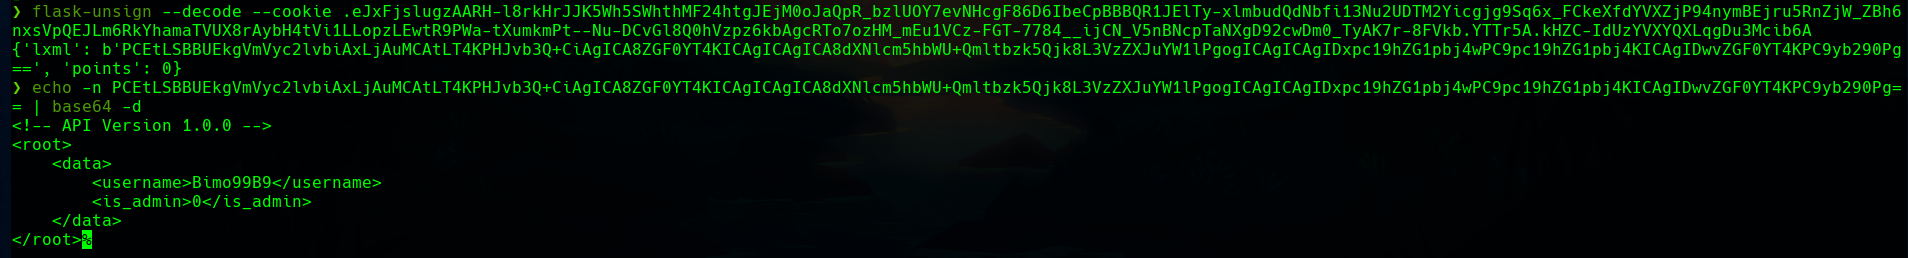 ❯ flask-unsign --decode --cookie .eJxFjslugzAARH-l8rkHrJJK5Wh5SWhthMF24htgJEjM0oJaQpR_bzlUOY7evNHcgF86D6IbeCpBBBQR1JElTy-xlmbudQdNbfi13Nu2UDTM2Yicgjg9Sq6x_FCkeXfdYVXZjP94nymBEjru5RnZjW_ZBh6
nxsVpQEJLm6RkYhamaTVUX8rAybH4tVi1LLopzLEwtR9PWa-tXumkmPt--Nu-DCvGl8Q0hVzpz6kbAgcRTo7ozHM_mEu1VCz-FGT-7784__ijCN_V5nBNcpTaNXgD92cwDm0_TyAK7r-8FVkb.YTTr5A.kHZC-IdUzYVXYQXLqgDu3Mcib6A
{'lxml': b'PCEtLSBBUEkgVmVyc2lvbiAxLjAuMCAtLT4KPHJvb3Q+CiAgICA8ZGF0YT4KICAgICAgICA8dXNlcm5hbWU+Qmltbzk5Qjk8L3VzZXJuYW1lPgogICAgICAgIDxpc19hZG1pbj4wPC9pc19hZG1pbj4KICAgIDwvZGF0YT4KPC9yb290Pg
==', 'points': 0}
❯ echo -n PCEtLSBBUEkgVmVyc2lvbiAxLjAuMCAtLT4KPHJvb3Q+CiAgICA8ZGF0YT4KICAgICAgICA8dXNlcm5hbWU+Qmltbzk5Qjk8L3VzZXJuYW1lPgogICAgICAgIDxpc19hZG1pbj4wPC9pc19hZG1pbj4KICAgIDwvZGF0YT4KPC9yb290Pg=
= | base64 -d
<!-- API Version 1.0.0 -->
<root>
    <data>
        <username>Bimo99B9</username>
        <is_admin>0</is_admin>
    </data>
</root>%